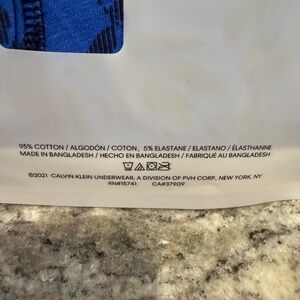 95% COTTON / ALGODÓN / COTON, 5% ELASTANE / ELASTANO / ÉLASTHANNE
MADE IN BANGLADESH / HECHO EN BANGLADESH / FABRIQUÉ AU BANGLADESH
©2021 CALVIN KLEIN UNDERWEAR, A DIVISION OF PVH CORP., NEW YORK, NY
RN#15741 CA#37909